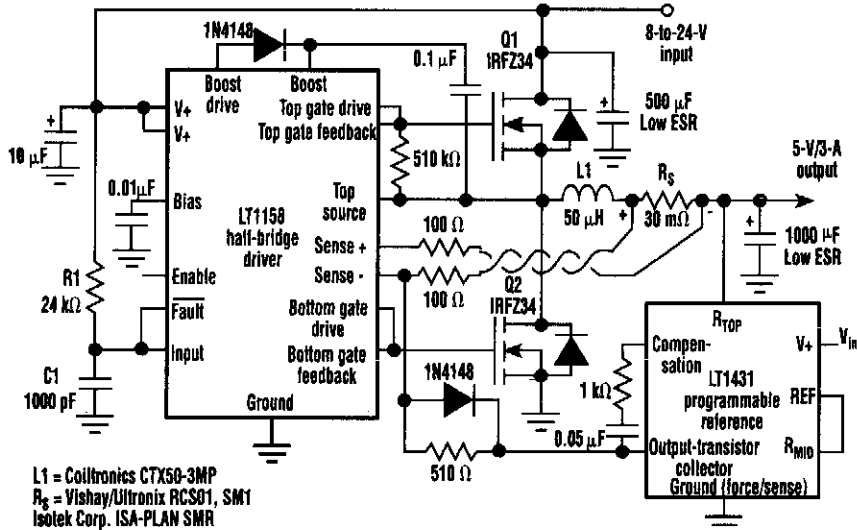 1N4148
8-to-24-V
input
Q1
IRFZ34
0.1 µF
Boost
drive
Boost
V+
V+
Top gate drive
Top gate feedback
500 µF
Low ESR
10 µF
510 kΩ
5-V/3-A
output
L1
50 µH
RS
30 mΩ
+
-
0.01µF
Bias
Top
source
LT1158
half-bridge
driver
100 Ω
Sense +
Sense -
100 Ω
1000 µF
Low ESR
R1
24 kΩ
Enable
Fault
Input
Q2
IRFZ34
Bottom gate
drive
Bottom gate
feedback
RTOP
Compen-
sation
V+
Vin
LT1431
programmable
reference
REF
RMID
C1
1000 pF
1N4148
1 kΩ
0.05 µF
Ground
510 Ω
Output-transistor
collector
Ground (force/sense)
L1 = Coiltronics CTX50-3MP
RS = Vishay/Ultronix RCS01, SM1
Isotek Corp. ISA-PLAN SMR